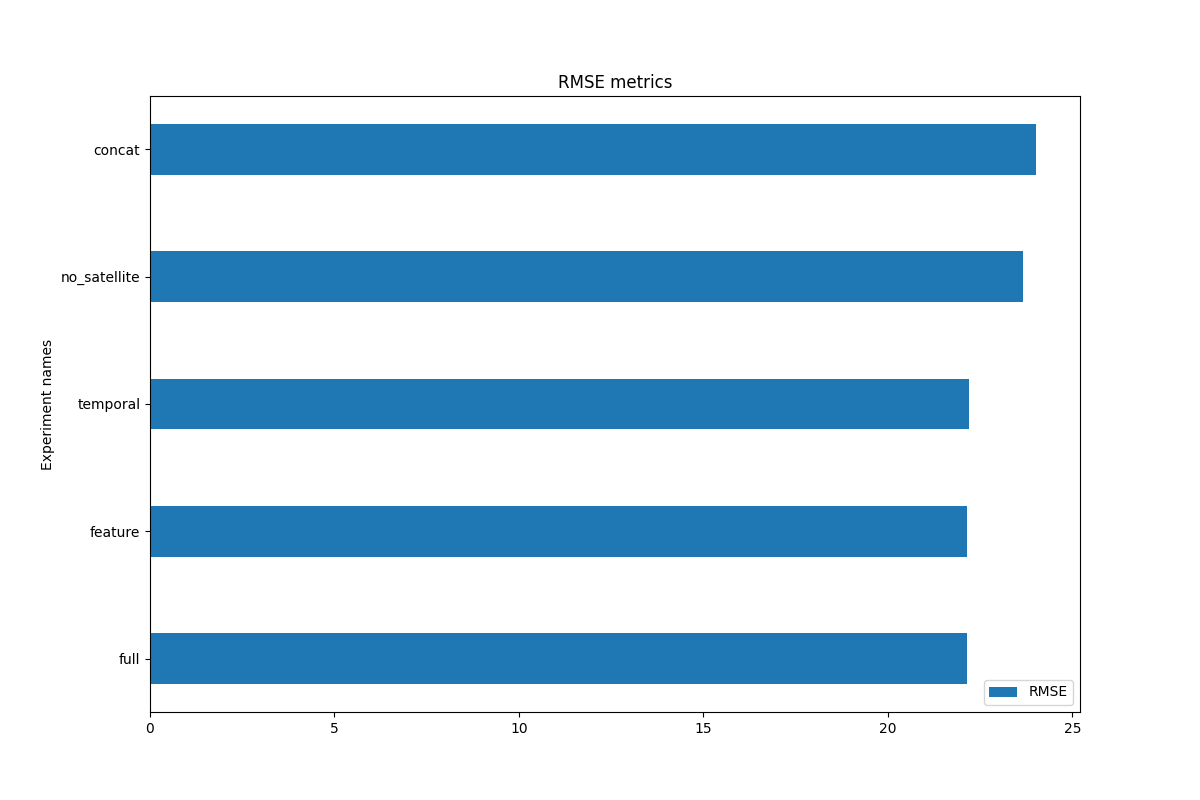 RMSE metrics
concat
no_satellite
temporal
feature
full
Experiment names
RMSE
0 5 10 15 20 25